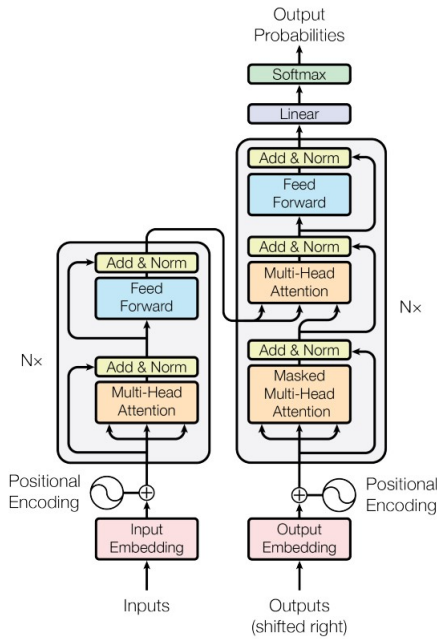 Output
Probabilities
Softmax
Linear
Add & Norm
Feed
Forward
Add & Norm
Multi-Head
Attention
Add & Norm
Masked
Multi-Head
Attention
N×
Add & Norm
Feed
Forward
Add & Norm
Multi-Head
Attention
N×
Positional
Encoding
Positional
Encoding
Input
Embedding
Output
Embedding
Inputs
Outputs
(shifted right)